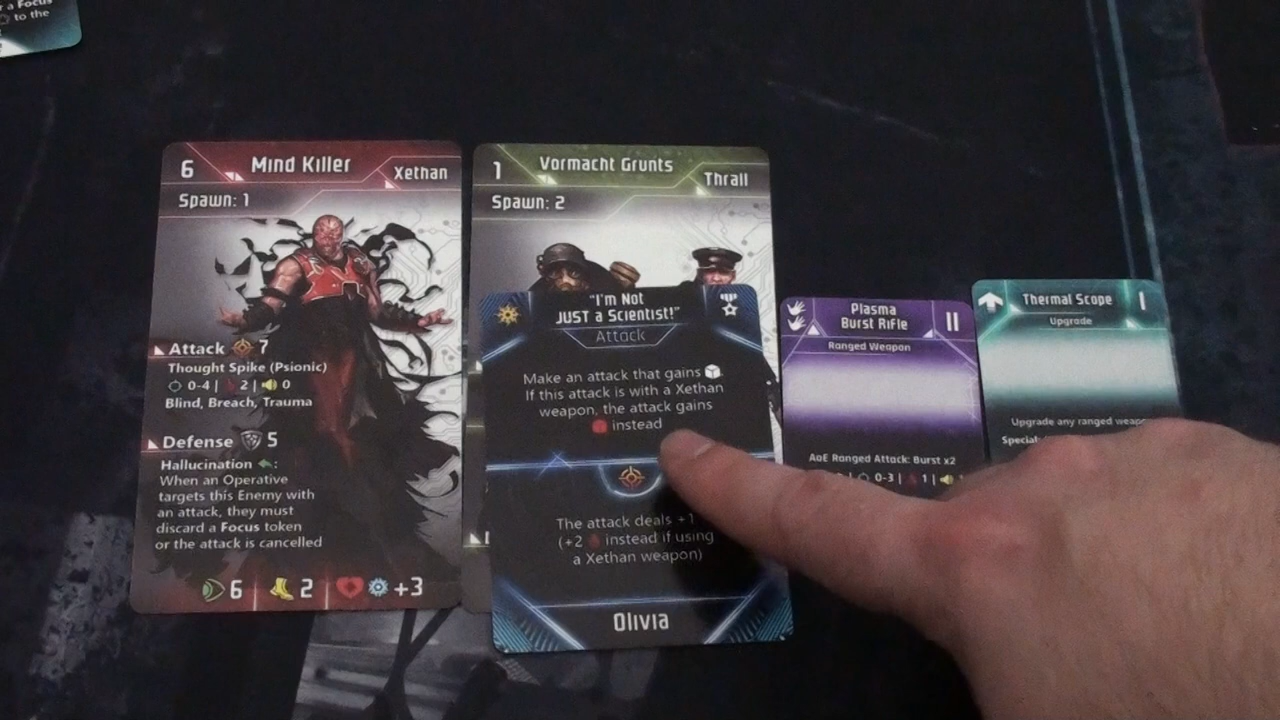 r a Focus
to the
6 Mind Killer Xethan
Spawn: 1
Attack 7
Thought Spike (Psionic)
0-4 | 2 | 0
Blind, Breach, Trauma
Defense 5
Hallucination :
When an Operative
targets this Enemy with
an attack, they must
discard a Focus token
or the attack is cancelled
6 | 2 | +3
1 Vormacht Grunts Thrall
Spawn: 2
"I'm Not
JUST a Scientist!"
Attack
Make an attack that gains
If this attack is with a Xethan
weapon, the attack gains
instead
The attack deals +1
(+2 instead if using
a Xethan weapon)
Olivia
Plasma
Burst Rifle II
Ranged Weapon
AoE Ranged Attack: Burst x2
0-3 | 1 |
Thermal Scope I
Upgrade
Upgrade any ranged weapo
Special